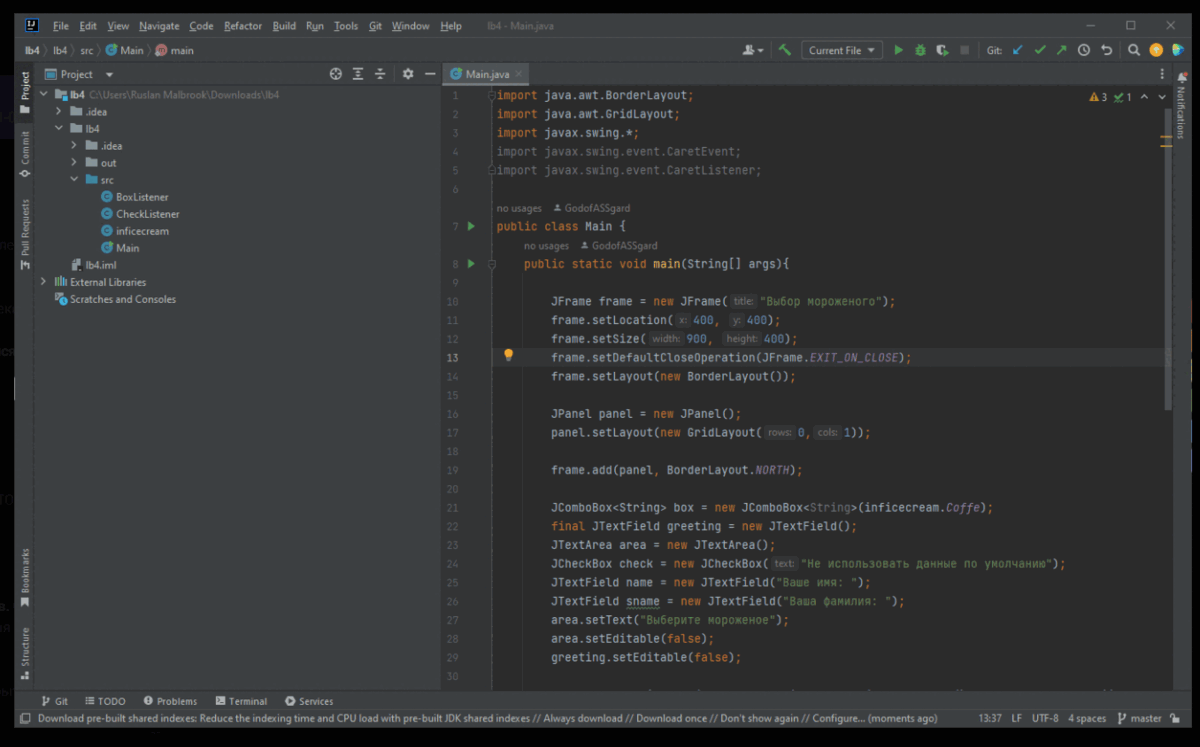 File Edit View Navigate Code Refactor Build Run Tools Git Window Help lb4 - Main.java
lb4 lb4 src Main main
Current File Git:
Project
Main.java
Project
Commit
Pull Requests
Bookmarks
Structure
Notifications
lb4 C:\Users\Ruslan Malbrook\Downloads\lb4
.idea
lb4
.idea
out
src
BoxListener
CheckListener
inficecream
Main
lb4.iml
External Libraries
Scratches and Consoles
3 1
1 import java.awt.BorderLayout;
2 import java.awt.GridLayout;
3 import javax.swing.*;
4 import javax.swing.event.CaretEvent;
5 import javax.swing.event.CaretListener;
6
no usages GodofASSgard
7 public class Main {
no usages GodofASSgard
8 public static void main(String[] args){
9
10 JFrame frame = new JFrame( title: "Выбор мороженого");
11 frame.setLocation( x: 400, y: 400);
12 frame.setSize( width: 900, height: 400);
13 frame.setDefaultCloseOperation(JFrame.EXIT_ON_CLOSE);
14 frame.setLayout(new BorderLayout());
15
16 JPanel panel = new JPanel();
17 panel.setLayout(new GridLayout( rows: 0, cols: 1));
18
19 frame.add(panel, BorderLayout.NORTH);
20
21 JComboBox<String> box = new JComboBox<String>(inficecream.Coffe);
22 final JTextField greeting = new JTextField();
23 JTextArea area = new JTextArea();
24 JCheckBox check = new JCheckBox( text: "Не использовать данные по умолчанию");
25 JTextField name = new JTextField("Ваше имя: ");
26 JTextField sname = new JTextField("Ваша фамилия: ");
27 area.setText("Выберите мороженое");
28 area.setEditable(false);
29 greeting.setEditable(false);
30
Git TODO Problems Terminal Services
Download pre-built shared indexes: Reduce the indexing time and CPU load with pre-built JDK shared indexes // Always download // Download once // Don't show again // Configure... (moments ago) 13:37 LF UTF-8 4 spaces master